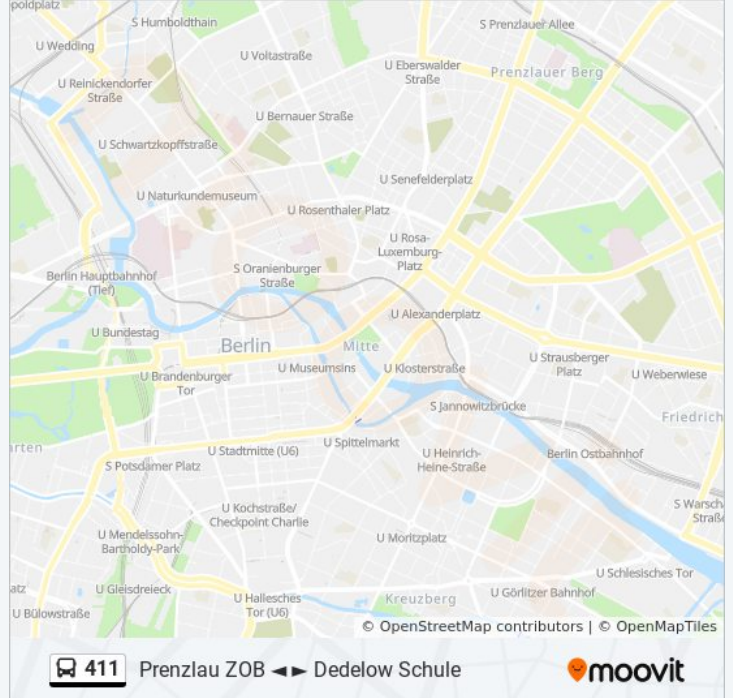 poldplatz
S Humboldthain
S Prenzlauer Allee
U Wedding
U Voltastraße
U Eberswalder
Straße
Prenzlauer Berg
U Reinickendorfer
Straße
U Bernauer Straße
U Schwartzkopffstraße
U Senefelderplatz
U Naturkundemuseum
U Rosenthaler Platz
U Rosa-
Luxemburg-
Platz
Berlin Hauptbahnhof
(Tief)
S Oranienburger
Straße
U Alexanderplatz
U Bundestag
Berlin
Mitte
U Museumsins
U Klosterstraße
U Strausberger
Platz
U Weberwiese
U Brandenburger
Tor
S Jannowitzbrücke
Friedrich
rten
U Stadtmitte (U6)
U Spittelmarkt
U Heinrich-
Heine-Straße
Berlin Ostbahnhof
S Potsdamer Platz
S Warsch
Straße
U Kochstraße/
Checkpoint Charlie
U Mendelssohn-
Bartholdy-Park
U Moritzplatz
U Schlesisches Tor
atz
U Gleisdreieck
U Hallesches
Tor (U6)
Kreuzberg
U Görlitzer Bahnhof
U Bülowstraße
© OpenStreetMap contributors | © OpenMapTiles
411 Prenzlau ZOB ◄► Dedelow Schule
moovit